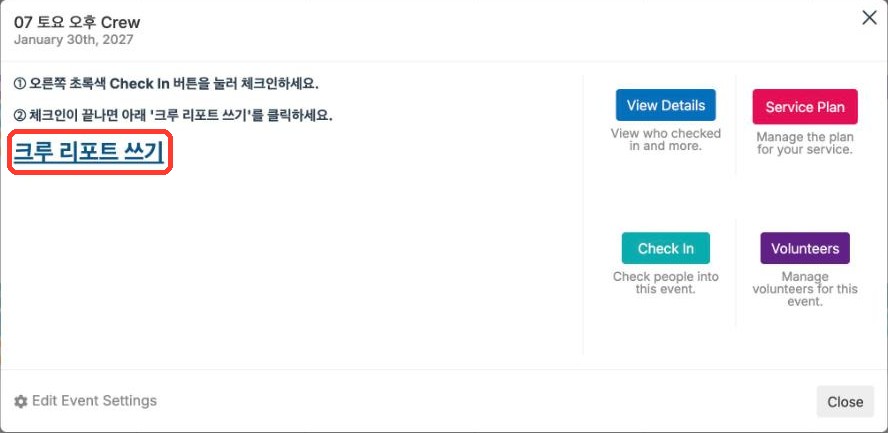 07 토요 오후 Crew
January 30th, 2027
① 오른쪽 초록색 Check In 버튼을 눌러 체크인하세요.
② 체크인이 끝나면 아래 '크루 리포트 쓰기'를 클릭하세요.
크루 리포트 쓰기
View Details
View who checked
in and more.
Service Plan
Manage the plan
for your service.
Check In
Check people into
this event.
Volunteers
Manage
volunteers for this
event.
Edit Event Settings
Close